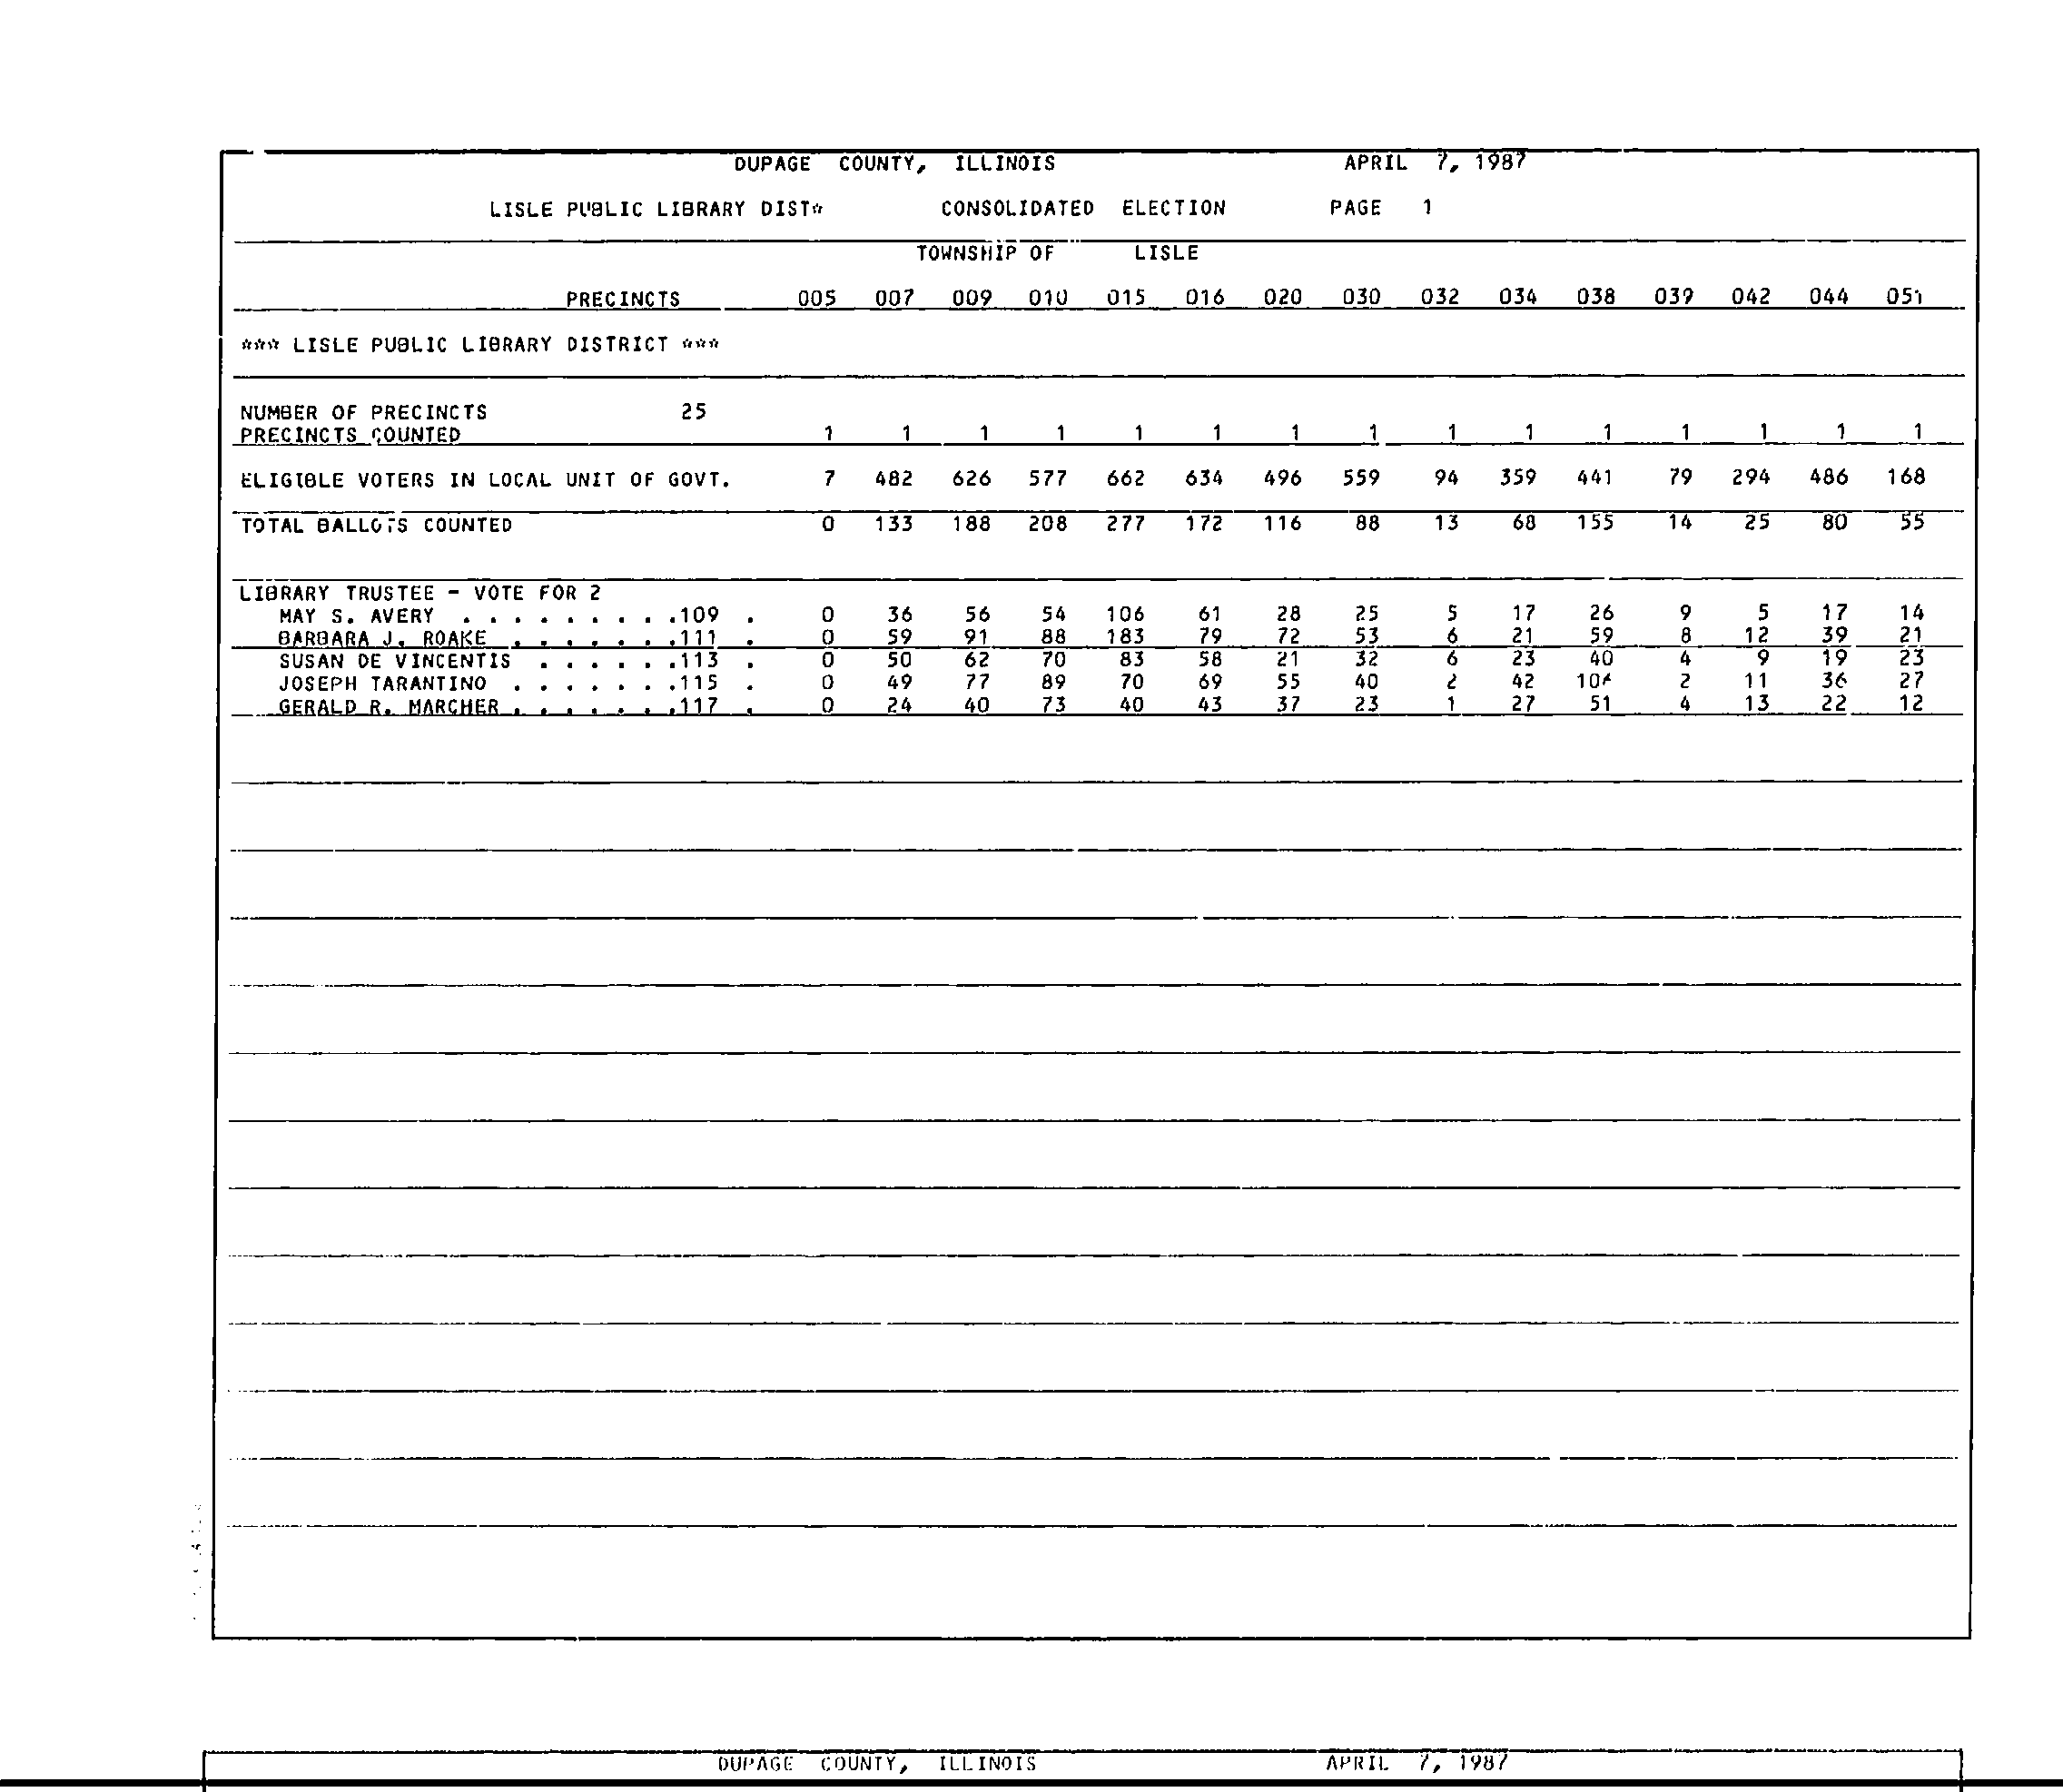 DUPAGE COUNTY, ILLINOIS APRIL 7, 1987
LISLE PUBLIC LIBRARY DIST* CONSOLIDATED ELECTION PAGE 1
TOWNSHIP OF LISLE
PRECINCTS 005 007 009 010 015 016 020 030 032 034 038 039 042 044 051
*** LISLE PUBLIC LIBRARY DISTRICT ***
NUMBER OF PRECINCTS 25
PRECINCTS COUNTED 1 1 1 1 1 1 1 1 1 1 1 1 1 1 1
ELIGIBLE VOTERS IN LOCAL UNIT OF GOVT. 7 482 626 577 662 634 496 559 94 359 441 79 294 486 168
TOTAL BALLOTS COUNTED 0 133 188 208 277 172 116 88 13 68 155 14 25 80 55
LIBRARY TRUSTEE - VOTE FOR 2
MAY S. AVERY . . . . . . . . .109 . 0 36 56 54 106 61 28 25 5 17 26 9 5 17 14
BARBARA J. ROAKE . . . . . . .111 . 0 59 91 88 183 79 72 53 6 21 59 8 12 39 21
SUSAN DE VINCENTIS . . . . . .113 . 0 50 62 70 83 58 21 32 6 23 40 4 9 19 23
JOSEPH TARANTINO . . . . . . .115 . 0 49 77 89 70 69 55 40 2 42 2 11 36 27
GERALD R. MARCHER . . . . . . .117 . 0 24 40 73 40 43 37 23 1 27 51 4 13 22 12
DUPAGE COUNTY, ILLINOIS APRIL 7, 1987